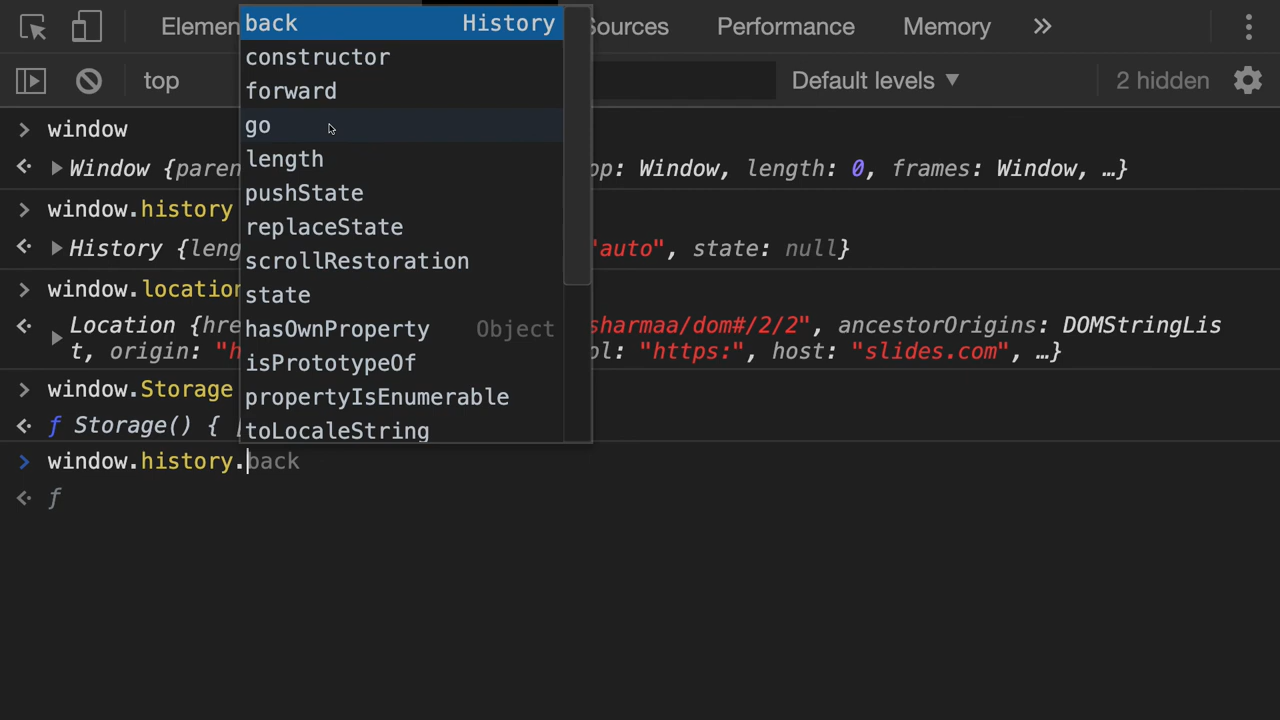 Elemen ources Performance Memory
top Default levels ▼ 2 hidden
back History
constructor
forward
go
length
pushState
replaceState
scrollRestoration
state
hasOwnProperty Object
isPrototypeOf
propertyIsEnumerable
toLocaleString
> window
Window {paren op: Window, length: 0, frames: Window, …}
> window.history
History {leng "auto", state: null}
> window.location
Location {hre sharmaa/dom#/2/2", ancestorOrigins: DOMStringLis
t, origin: "h ol: "https:", host: "slides.com", …}
> window.Storage
ƒ Storage() {
> window.history.back
ƒ